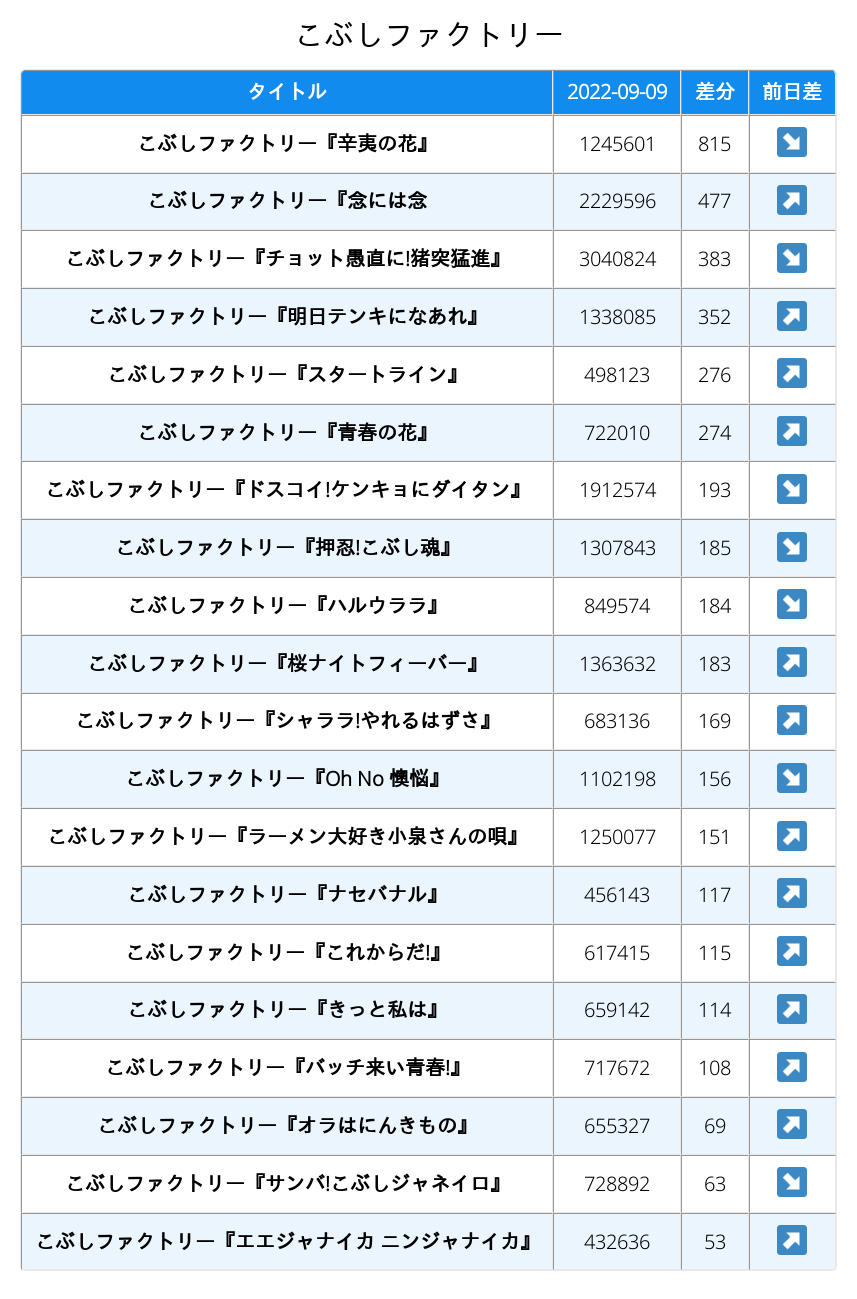 こぶしファクトリー
タイトル 2022-09-09 差分 前日差
こぶしファクトリー『辛夷の花』 1245601 815 ↘
こぶしファクトリー『念には念 2229596 477 ↗
こぶしファクトリー『チョット愚直に!猪突猛進』 3040824 383 ↘
こぶしファクトリー『明日テンキになあれ』 1338085 352 ↗
こぶしファクトリー『スタートライン』 498123 276 ↗
こぶしファクトリー『青春の花』 722010 274 ↗
こぶしファクトリー『ドスコイ!ケンキョにダイタン』 1912574 193 ↘
こぶしファクトリー『押忍!こぶし魂』 1307843 185 ↘
こぶしファクトリー『ハルウララ』 849574 184 ↘
こぶしファクトリー『桜ナイトフィーバー』 1363632 183 ↗
こぶしファクトリー『シャララ!やれるはずさ』 683136 169 ↗
こぶしファクトリー『Oh No 懊悩』 1102198 156 ↘
こぶしファクトリー『ラーメン大好き小泉さんの唄』 1250077 151 ↗
こぶしファクトリー『ナセバナル』 456143 117 ↗
こぶしファクトリー『これからだ!』 617415 115 ↗
こぶしファクトリー『きっと私は』 659142 114 ↗
こぶしファクトリー『バッチ来い青春!』 717672 108 ↗
こぶしファクトリー『オラはにんきもの』 655327 69 ↗
こぶしファクトリー『サンバ!こぶしジャネイロ』 728892 63 ↘
こぶしファクトリー『エエジャナイカ ニンジャナイカ』 432636 53 ↗